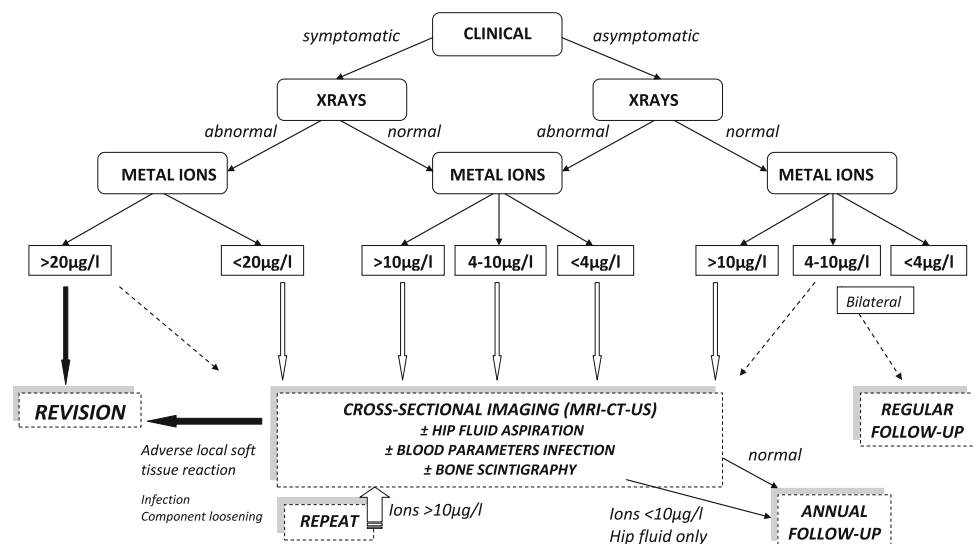 CLINICAL
symptomatic
asymptomatic
XRAYS
XRAYS
abnormal
normal
abnormal
normal
METAL IONS
METAL IONS
METAL IONS
>20µg/l
<20µg/l
>10µg/l
4-10µg/l
<4µg/l
>10µg/l
4-10µg/l
<4µg/l
Bilateral
REVISION
CROSS-SECTIONAL IMAGING (MRI-CT-US)
± HIP FLUID ASPIRATION
± BLOOD PARAMETERS INFECTION
± BONE SCINTIGRAPHY
REGULAR
FOLLOW-UP
Adverse local soft
tissue reaction
Infection
Component loosening
REPEAT
Ions >10µg/l
Ions <10µg/l
Hip fluid only
normal
ANNUAL
FOLLOW-UP